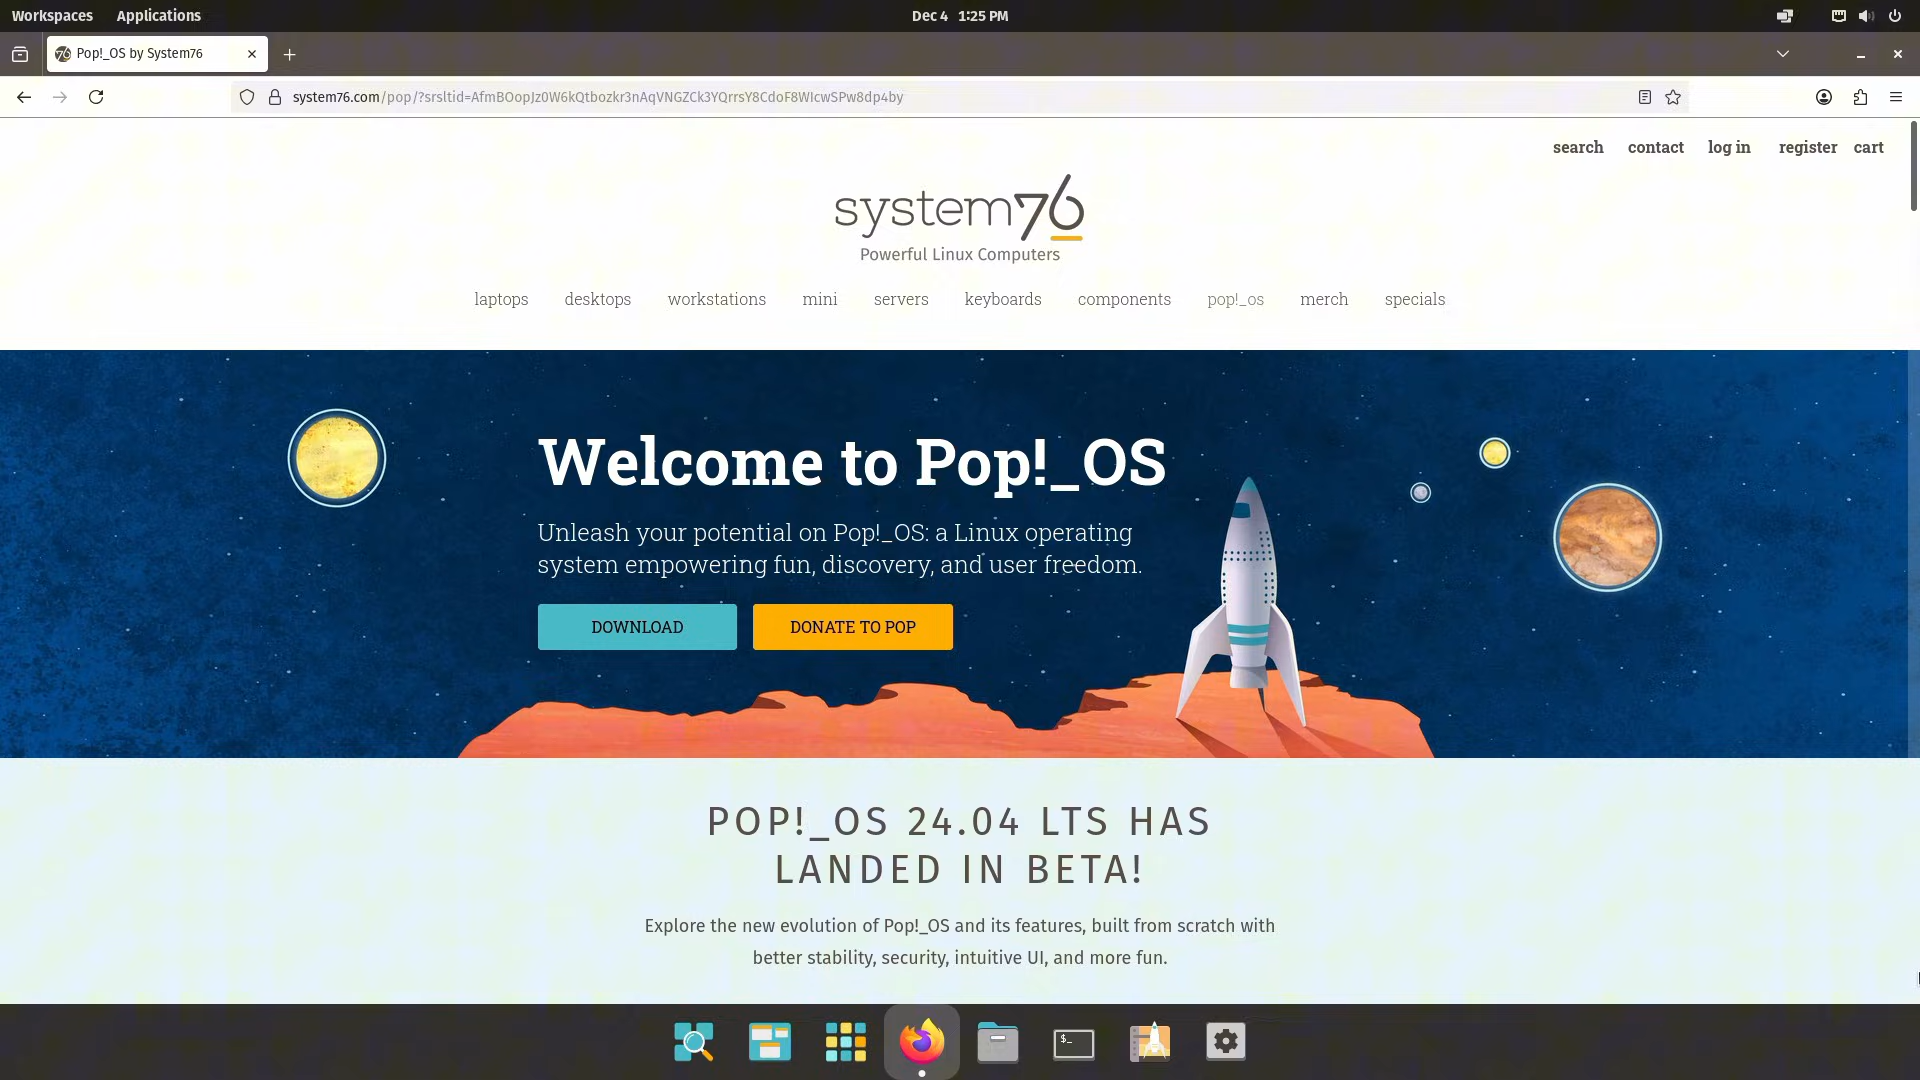 Workspaces Applications Dec 4 1:25 PM
Pop!_OS by System76
system76.com/pop/?srsltid=AfmBOopJz0W6kQtbozkr3nAqVNGZCk3YQrrsY8CdoF8WIcwSPw8dp4by
search contact log in register cart
system76
Powerful Linux Computers
laptops desktops workstations mini servers keyboards components pop!_os merch specials
Welcome to Pop!_OS
Unleash your potential on Pop!_OS: a Linux operating
system empowering fun, discovery, and user freedom.
DOWNLOAD DONATE TO POP
POP!_OS 24.04 LTS HAS
LANDED IN BETA!
Explore the new evolution of Pop!_OS and its features, built from scratch with
better stability, security, intuitive UI, and more fun.
$_